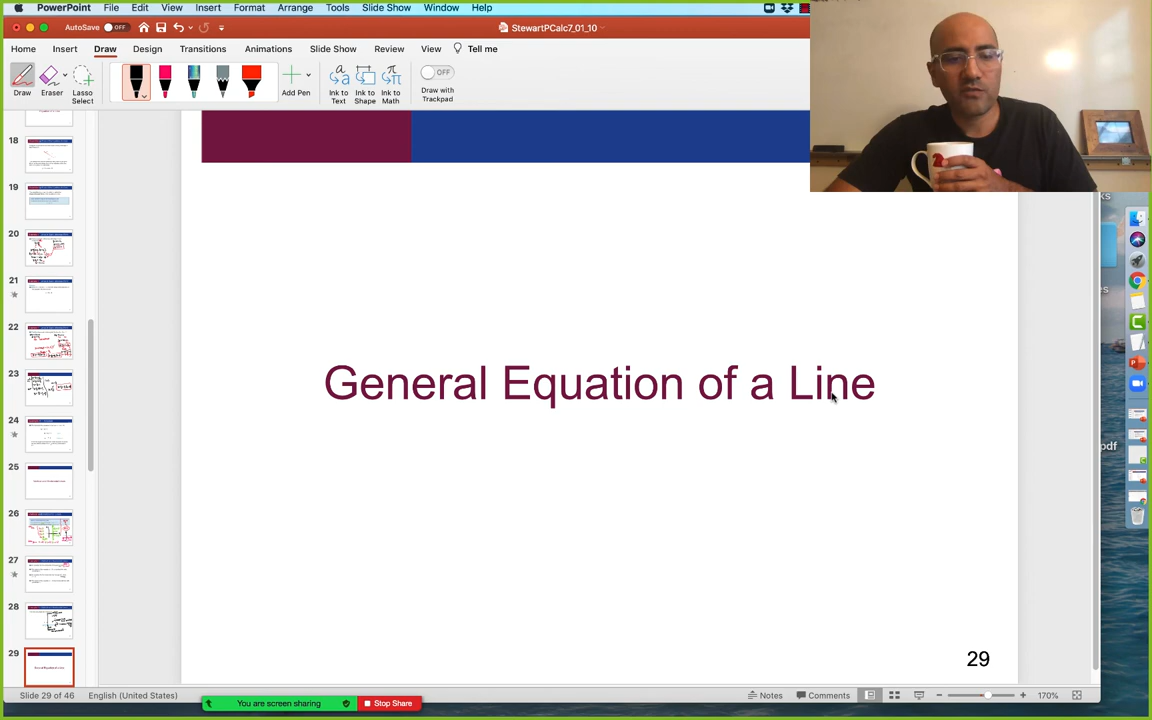 PowerPoint File Edit View Insert Format Arrange Tools Slide Show Window Help
AutoSave OFF StewartPCalc7_01_10
Home Insert Draw Design Transitions Animations Slide Show Review View Tell me
Draw Eraser Lasso Select Add Pen Ink to Text Ink to Shape Ink to Math OFF Draw with Trackpad
18
19
20
21
22
23
24
25
26
27
28
29
General Equation of a Line
29
pdf
Slide 29 of 46 English (United States) Notes Comments 170%
You are screen sharing Stop Share